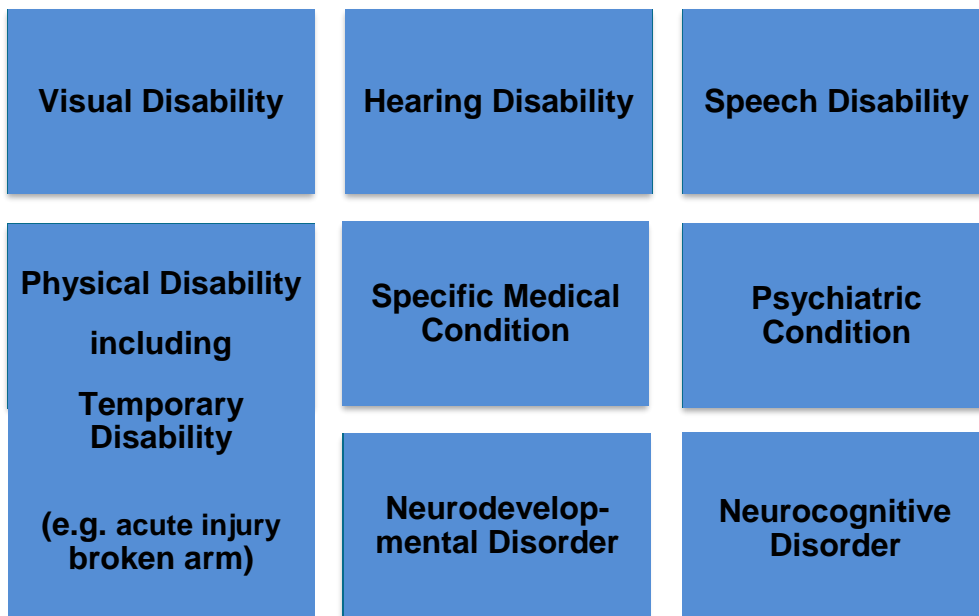 Visual Disability
Hearing Disability
Speech Disability
Physical Disability
including
Temporary
Disability
(e.g. acute injury
broken arm)
Specific Medical
Condition
Psychiatric
Condition
Neurodevelop-
mental Disorder
Neurocognitive
Disorder